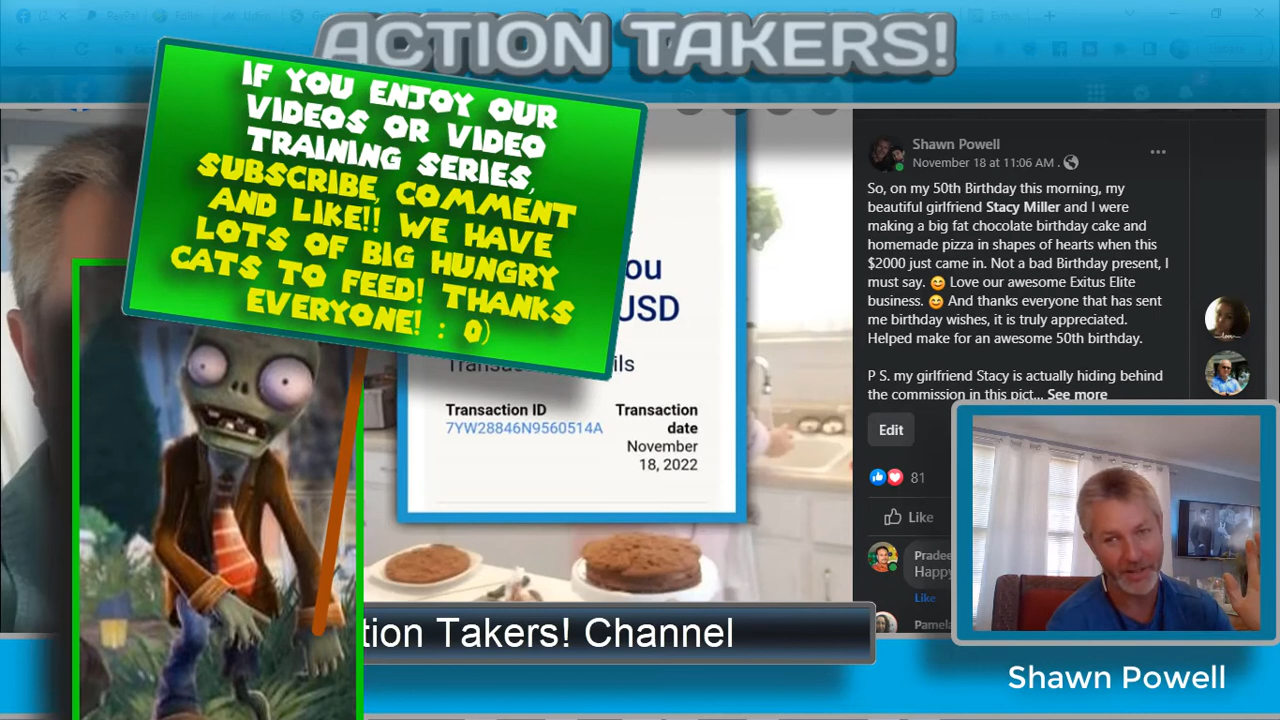 ACTION TAKERS!
IF YOU ENJOY OUR
VIDEOS OR VIDEO
TRAINING SERIES,
SUBSCRIBE, COMMENT
AND LIKE!! WE HAVE
LOTS OF BIG HUNGRY
CATS TO FEED! THANKS
EVERYONE! : 0)
ou
USD
Transaction ID
7YW28846N9560514A
Transaction
date
November
18, 2022
Shawn Powell
November 18 at 11:06 AM .
So, on my 50th Birthday this morning, my
beautiful girlfriend Stacy Miller and I were
making a big fat chocolate birthday cake and
homemade pizza in shapes of hearts when this
$2000 just came in. Not a bad Birthday present, I
must say. 😊 Love our awesome Exitus Elite
business. 😊 And thanks everyone that has sent
me birthday wishes, it is truly appreciated.
Helped make for an awesome 50th birthday.
P S. my girlfriend Stacy is actually hiding behind
the commission in this pict... See more
Edit
81
Like
Pradee
Happy
Like
Pamela
tion Takers! Channel
Shawn Powell